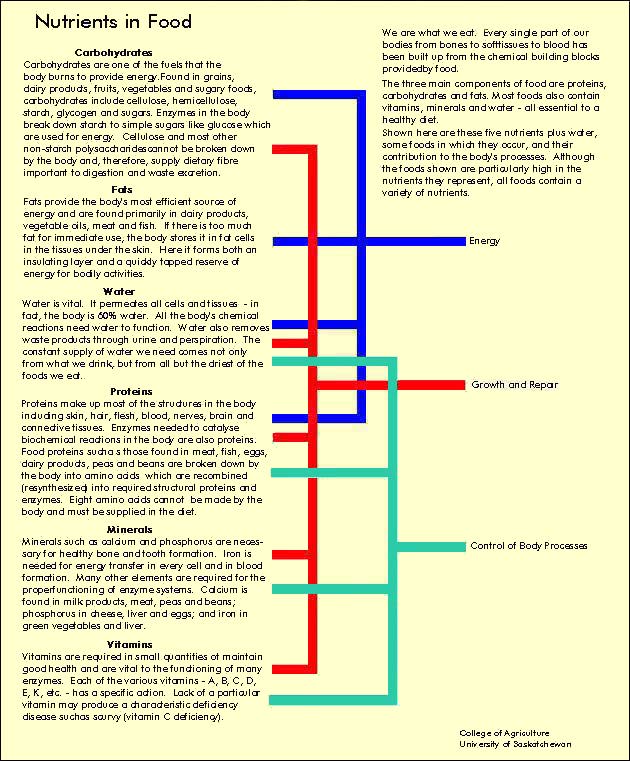 Nutrients in Food
We are what we eat. Every single part of our
bodies from bones to softtissues to blood has
been built up from the chemical building blocks
providedby food.
The three main components of food are proteins,
carbohydrates and fats. Most foods also contain
vitamins, minerals and water - all essential to a
healthy diet.
Shown here are these five nutrients plus water,
some foods in which they occur, and their
contribution to the body's processes. Although
the foods shown are particularly high in the
nutrients they represent, all foods contain a
variety of nutrients.
Carbohydrates
Carbohydrates are one of the fuels that the
body burns to provide energy.Found in grains,
dairy products, fruits, vegetables and sugary foods,
carbohydrates include cellulose, hemicellulose,
starch, glycogen and sugars. Enzymes in the body
break down starch to simple sugars like glucose which
are used for energy. Cellulose and most other
non-starch polysaccharidescannot be broken down
by the body and, therefore, supply dietary fibre
important to digestion and waste excretion.
Fats
Fats provide the body's most efficient source of
energy and are found primarily in dairy products,
vegetable oils, meat and fish. If there is too much
fat for immediate use, the body stores it in fat cells
in the tissues under the skin. Here it forms both an
insulating layer and a quickly tapped reserve of
energy for bodily activities.
Water
Water is vital. It permeates all cells and tissues - in
fact, the body is 60% water. All the body's chemical
reactions need water to function. Water also removes
waste products through urine and perspiration. The
constant supply of water we need comes not only
from what we drink, but from all but the driest of the
foods we eat.
Proteins
Proteins make up most of the structures in the body
including skin, hair, flesh, blood, nerves, brain and
connective tissues. Enzymes needed to catalyse
biochemical reactions in the body are also proteins.
Food proteins such a s those found in meat, fish, eggs,
dairy products, peas and beans are broken down by
the body into amino acids which are recombined
(resynthesized) into required structural proteins and
enzymes. Eight amino acids cannot be made by the
body and must be supplied in the diet.
Minerals
Minerals such as calcium and phosphorus are neces-
sary for healthy bone and tooth formation. Iron is
needed for energy transfer in every cell and in blood
formation. Many other elements are required for the
properfunctioning of enzyme systems. Calcium is
found in milk products, meat, peas and beans;
phosphorus in cheese, liver and eggs; and iron in
green vegetables and liver.
Vitamins
Vitamins are required in small quantities of maintain
good health and are vital to the functioning of many
enzymes. Each of the various vitamins - A, B, C, D,
E, K, etc. - has a specific action. Lack of a particular
vitamin may produce a characteristic deficiency
disease suchas scurvy (vitamin C deficiency).
Energy
Growth and Repair
Control of Body Processes
College of Agriculture
University of Saskatchewan